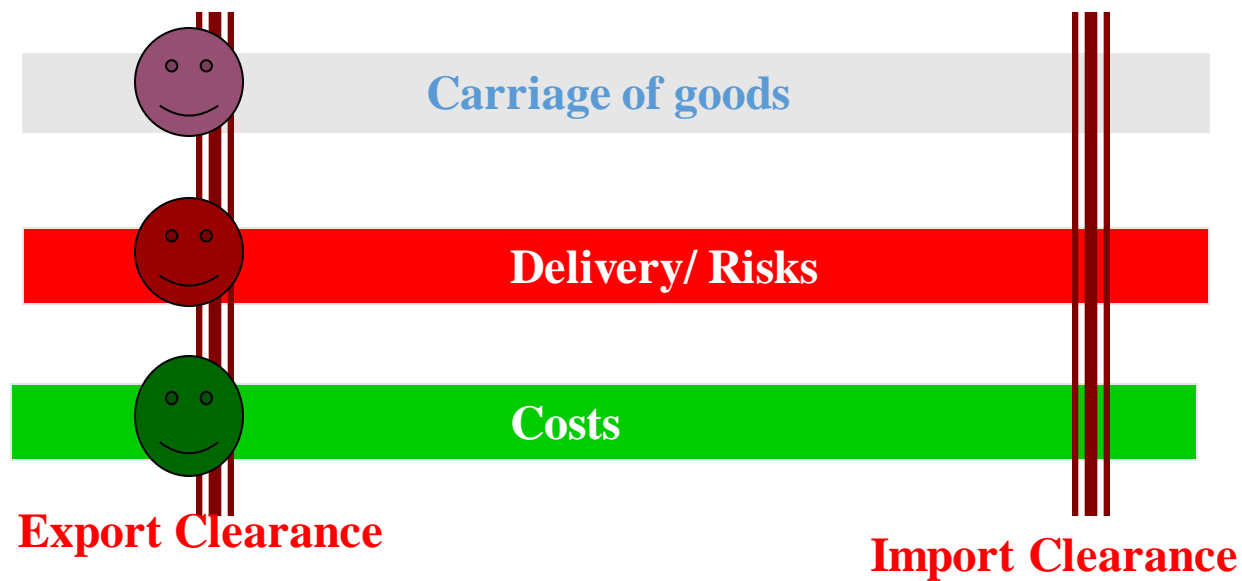 Carriage of goods
Delivery/ Risks
Costs
Export Clearance
Import Clearance